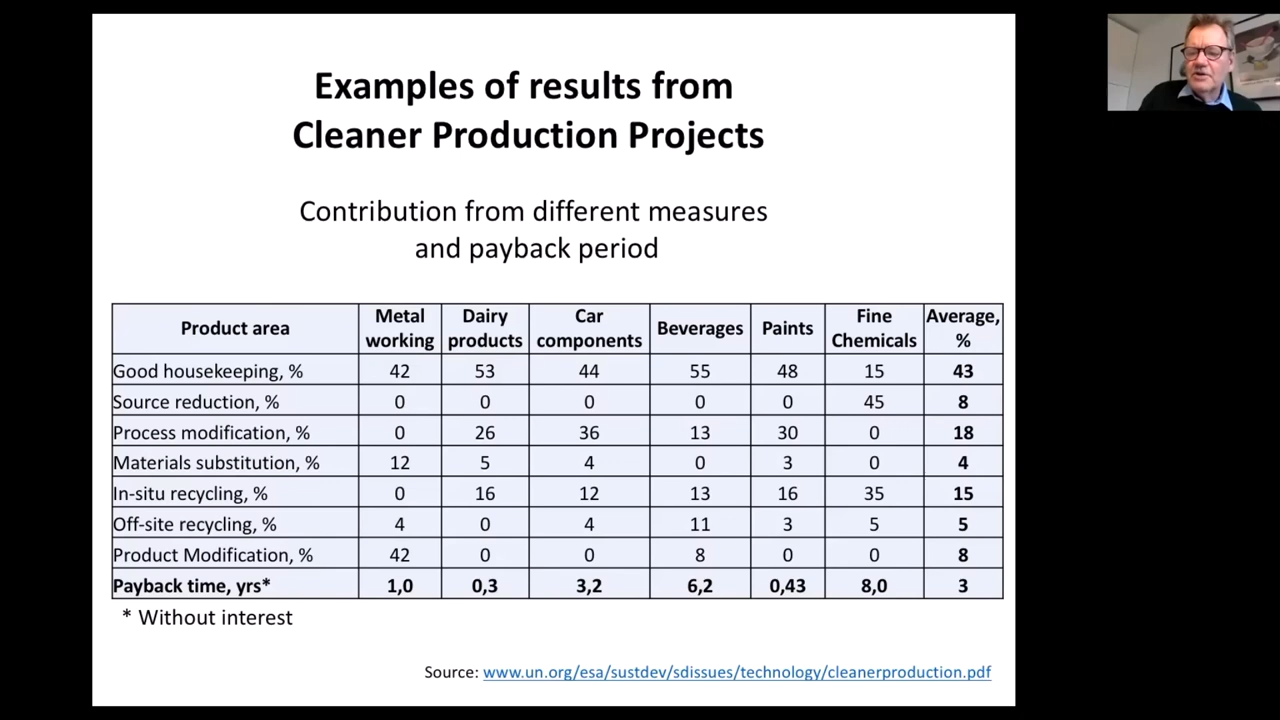 Examples of results from
Cleaner Production Projects
Contribution from different measures
and payback period
Product area Metal working Dairy products Car components Beverages Paints Fine Chemicals Average, %
Good housekeeping, % 42 53 44 55 48 15 43
Source reduction, % 0 0 0 0 0 45 8
Process modification, % 0 26 36 13 30 0 18
Materials substitution, % 12 5 4 0 3 0 4
In-situ recycling, % 0 16 12 13 16 35 15
Off-site recycling, % 4 0 4 11 3 5 5
Product Modification, % 42 0 0 8 0 0 8
Payback time, yrs* 1,0 0,3 3,2 6,2 0,43 8,0 3
* Without interest
Source: www.un.org/esa/sustdev/sdissues/technology/cleanerproduction.pdf